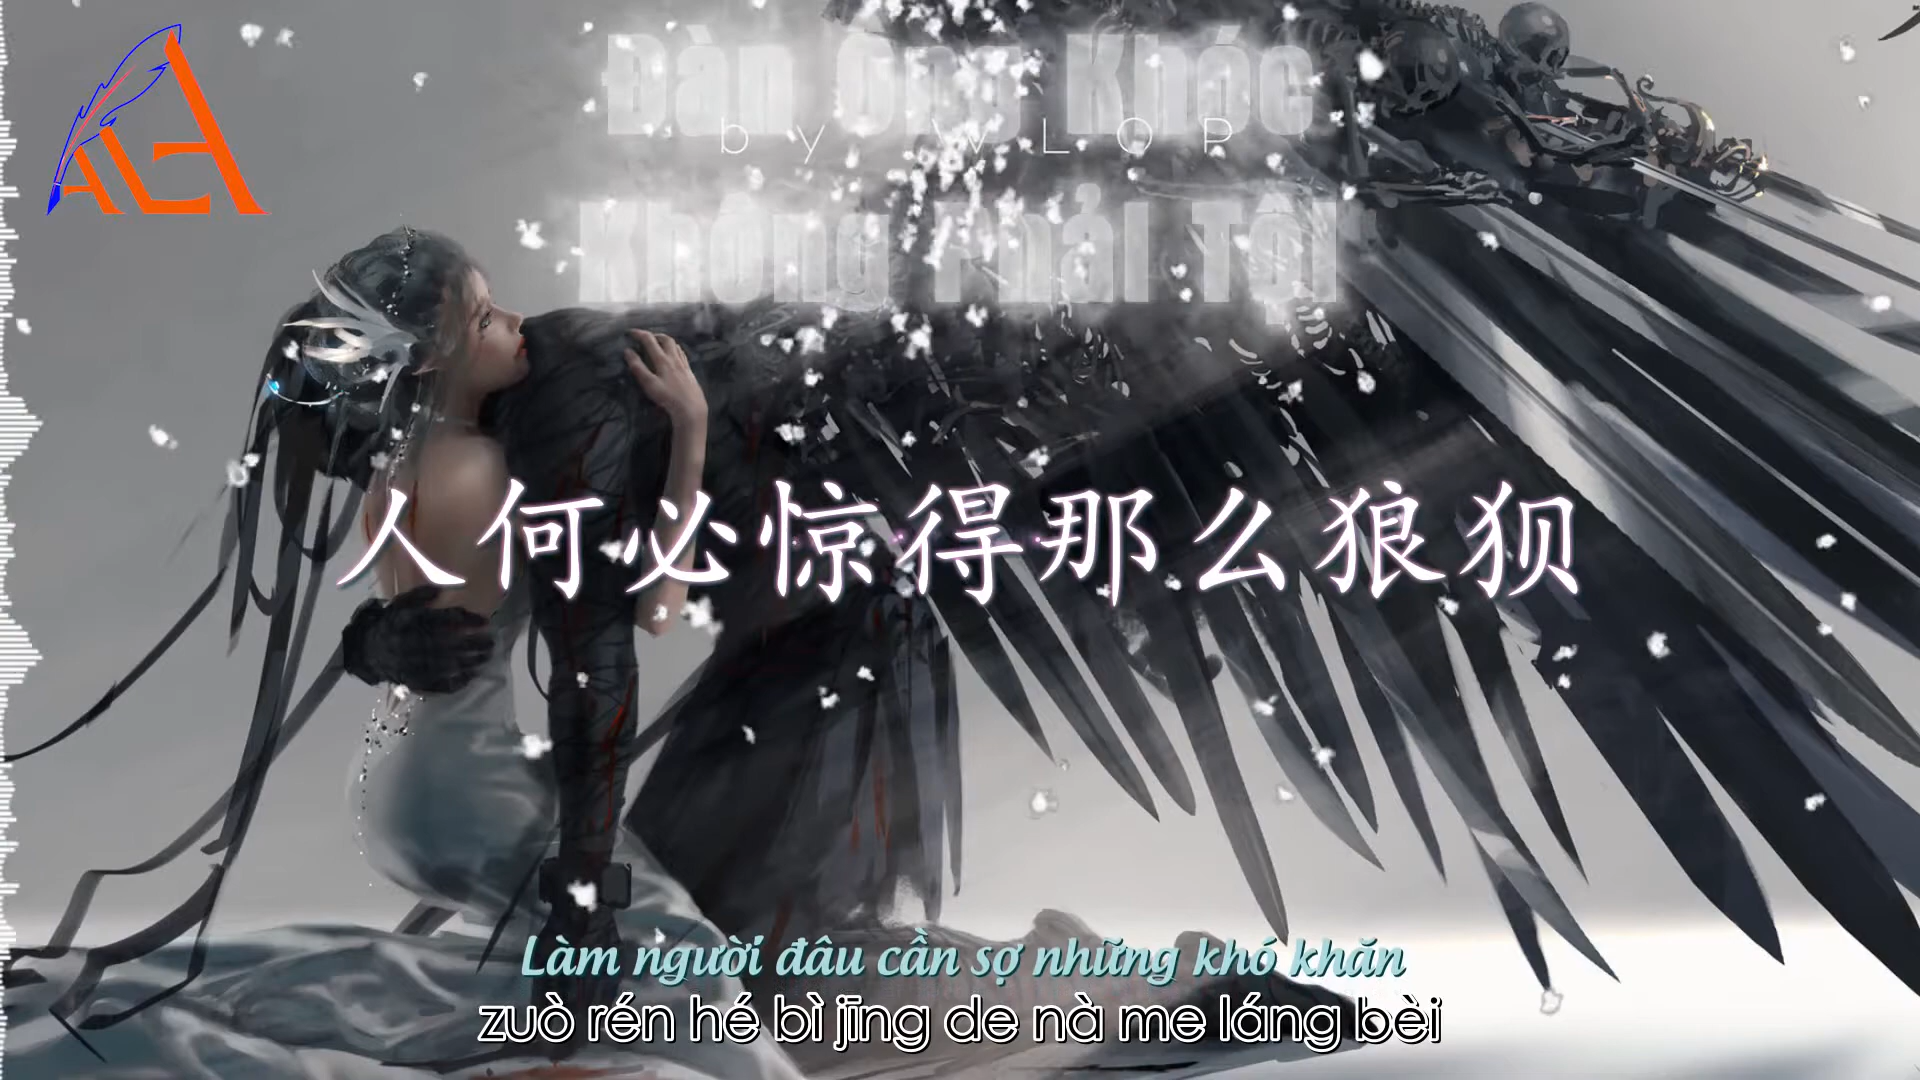 Đàn Ông Khóc
by WLOP
Không Phải Tội
人何必惊得那么狼狈
Làm người đâu cần sợ những khó khăn
zuò rén hé bì jīng de nà me láng bèi